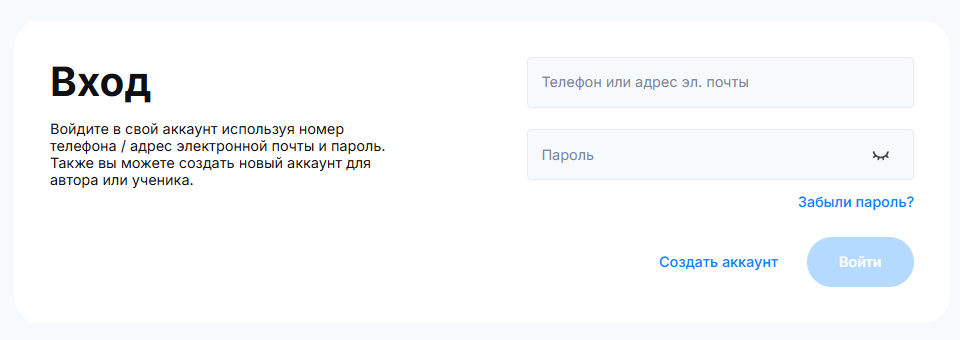 Вход
Войдите в свой аккаунт используя номер
телефона / адрес электронной почты и пароль.
Также вы можете создать новый аккаунт для
автора или ученика.
Телефон или адрес эл. почты
Пароль
Забыли пароль?
Создать аккаунт
Войти